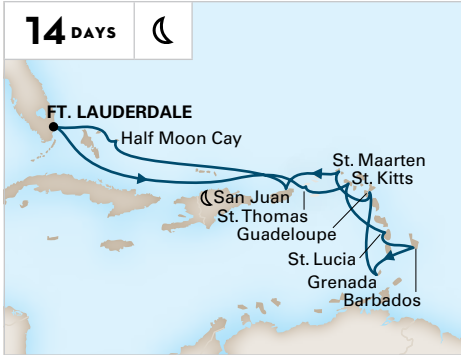 14 DAYS
FT. LAUDERDALE
Half Moon Cay
St. Maarten
St. Kitts
San Juan
St. Thomas
Guadeloupe
St. Lucia
Grenada
Barbados